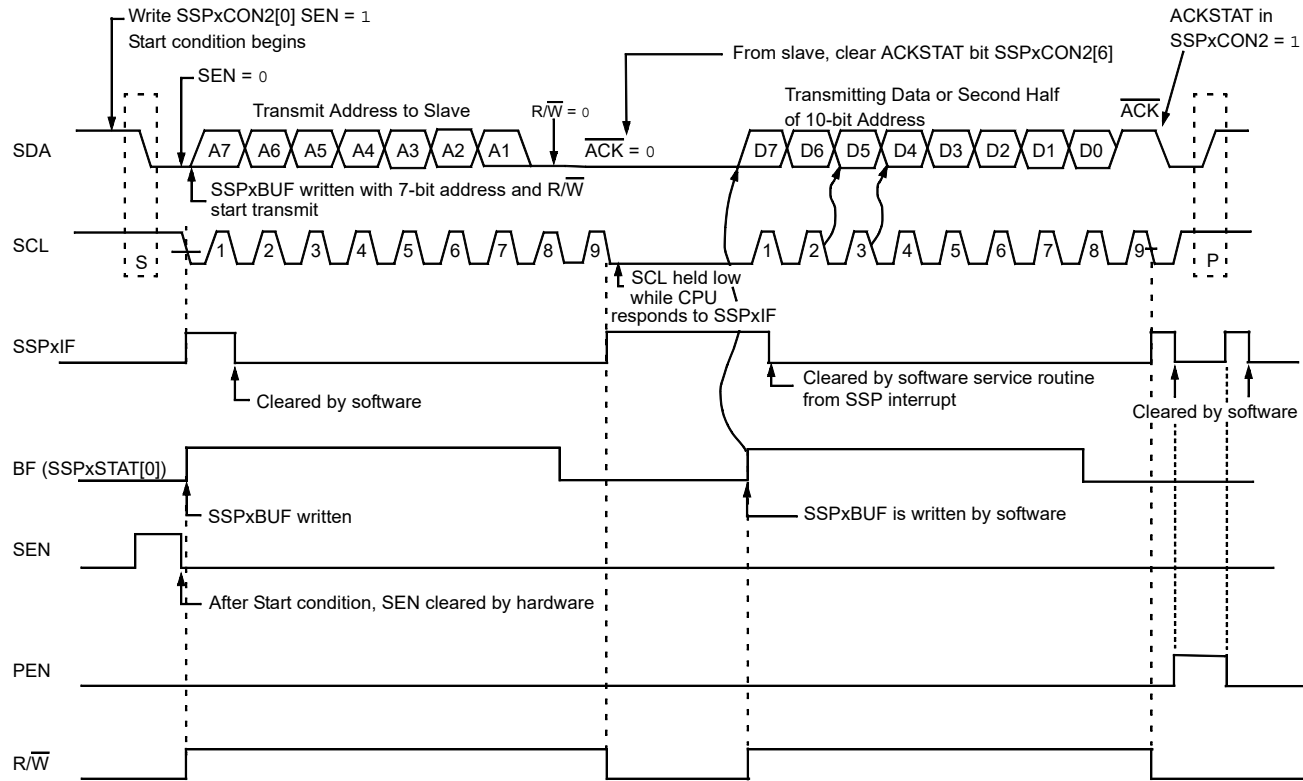 Write SSPxCON2[0] SEN = 1
Start condition begins
ACKSTAT in
SSPxCON2 = 1
From slave, clear ACKSTAT bit SSPxCON2[6]
SEN = 0
Transmit Address to Slave
R/W̅ = 0
Transmitting Data or Second Half
of 10-bit Address
A̅C̅K̅
SDA
A7 A6 A5 A4 A3 A2 A1
A̅C̅K̅ = 0
D7 D6 D5 D4 D3 D2 D1 D0
SSPxBUF written with 7-bit address and R/W̅
start transmit
SCL
S
1 2 3 4 5 6 7 8 9
1 2 3 4 5 6 7 8 9
P
SCL held low
while CPU
responds to SSPxIF
SSPxIF
Cleared by software
Cleared by software service routine
from SSP interrupt
Cleared by software
BF (SSPxSTAT[0])
SSPxBUF written
SSPxBUF is written by software
SEN
After Start condition, SEN cleared by hardware
PEN
R/W̅